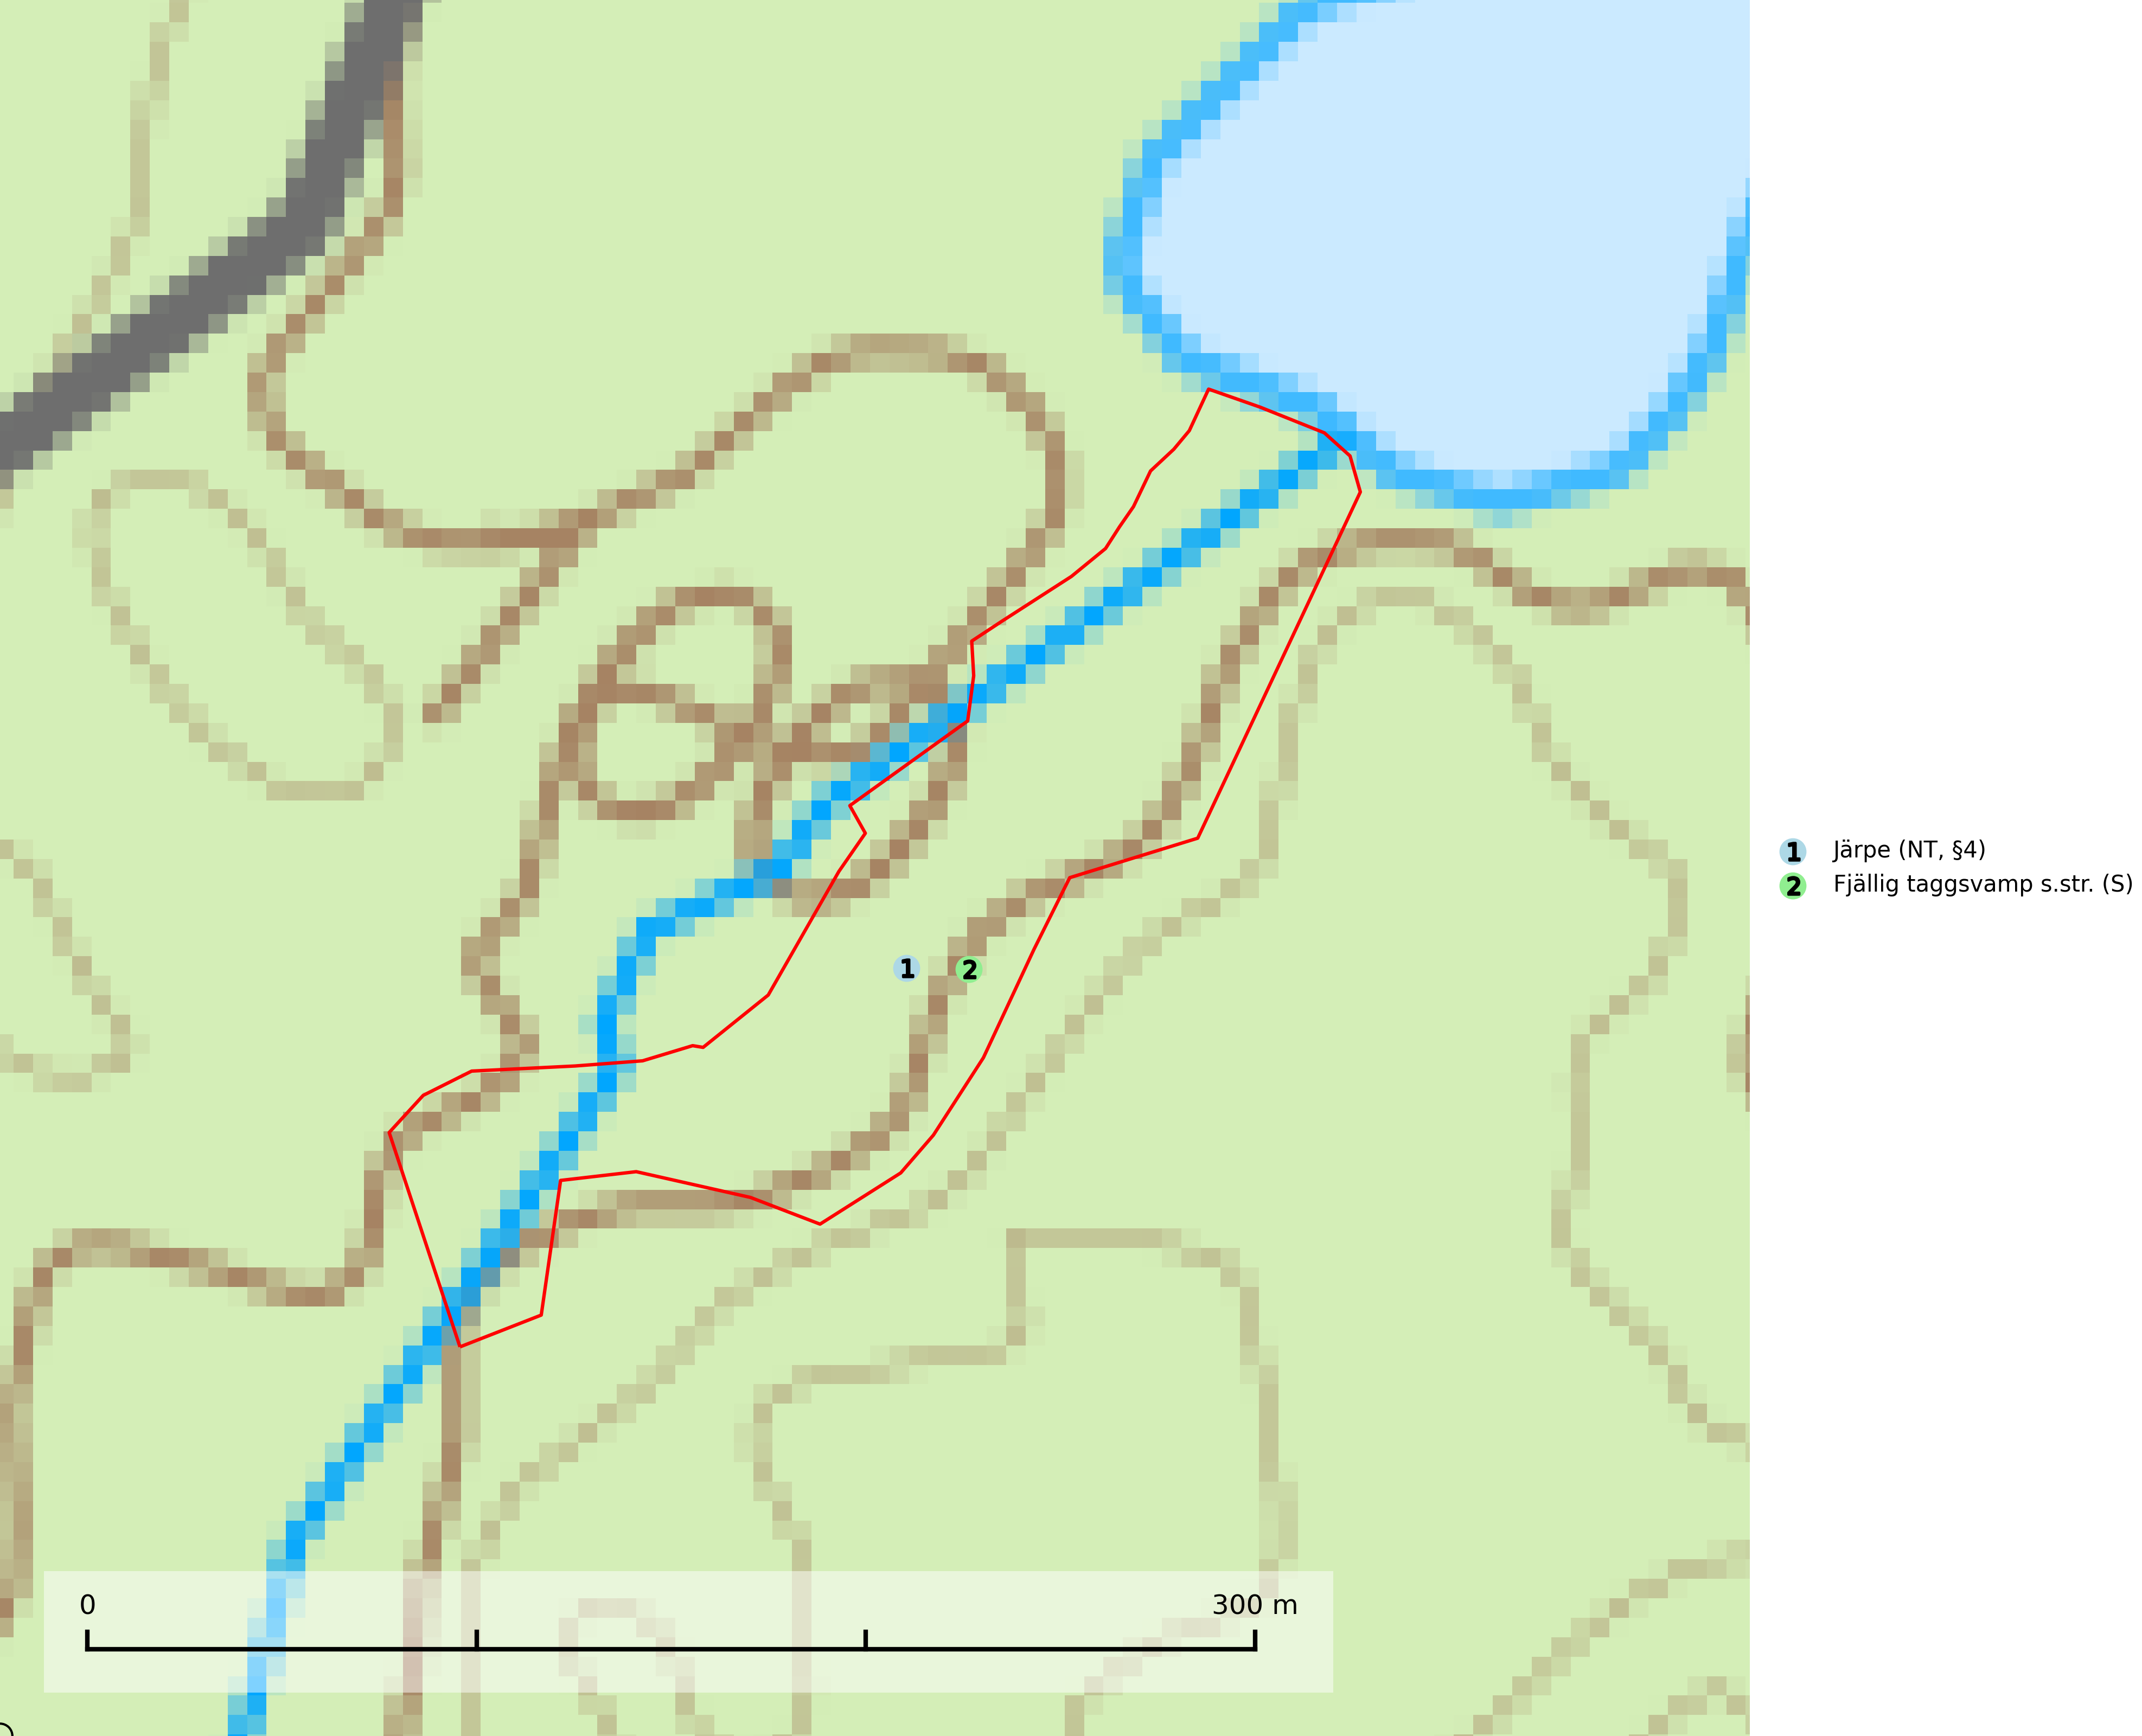 1 Järpe (NT, §4)
2 Fjällig taggsvamp s.str. (S)
1 2
0 300 m